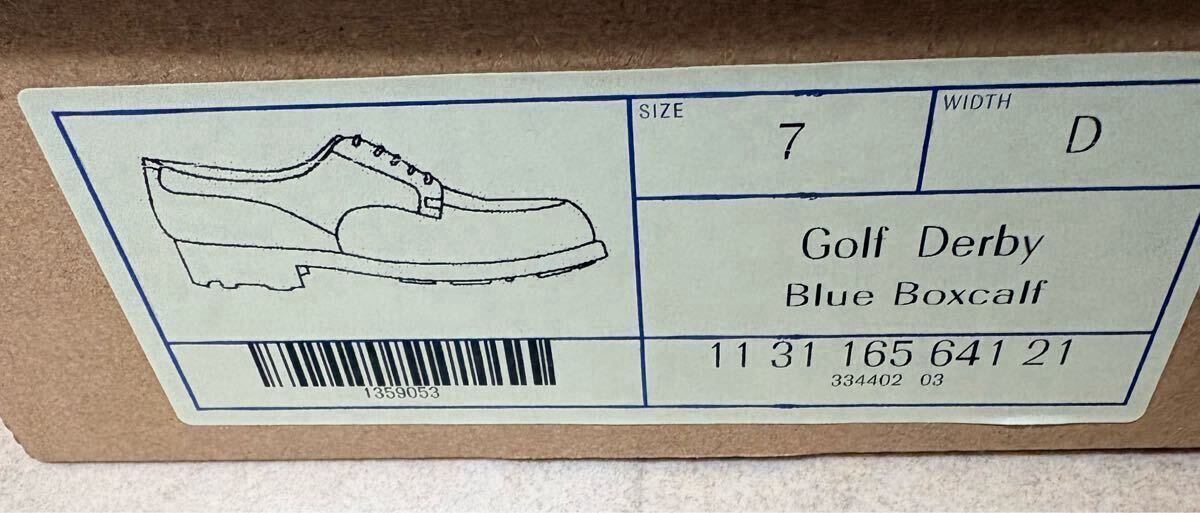 SIZE
7
WIDTH
D
Golf Derby
Blue Boxcalf
1359053
11 31 165 641 21
334402 03